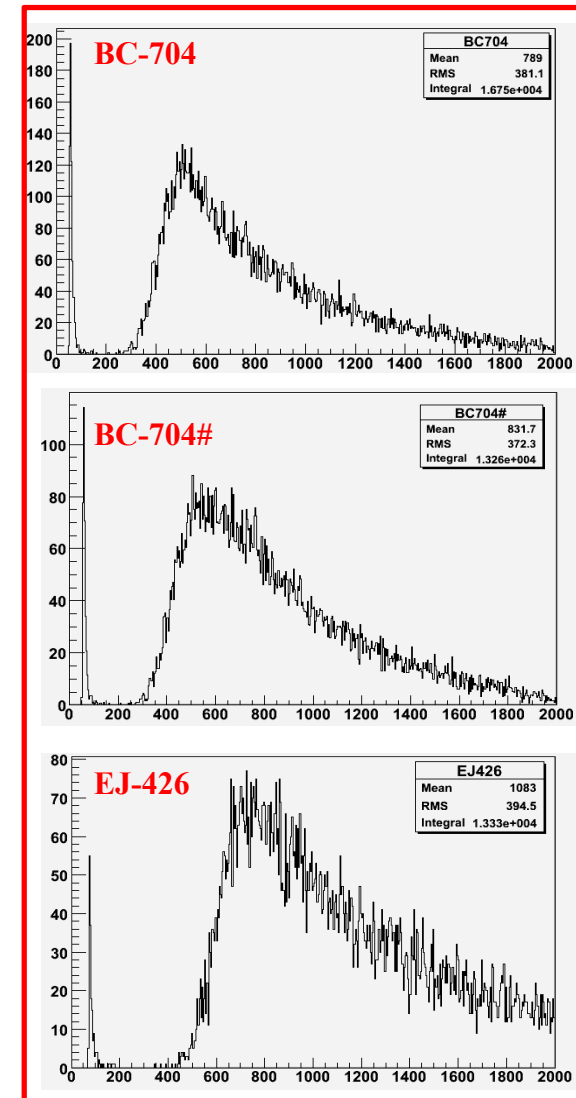 BC-704
BC704
Mean 789
RMS 381.1
Integral 1.675e+004
200
180
160
140
120
100
80
60
40
20
0
0 200 400 600 800 1000 1200 1400 1600 1800 2000
BC-704#
BC704#
Mean 831.7
RMS 372.3
Integral 1.326e+004
100
80
60
40
20
0
0 200 400 600 800 1000 1200 1400 1600 1800 2000
EJ-426
EJ426
Mean 1083
RMS 394.5
Integral 1.333e+004
80
70
60
50
40
30
20
10
0
0 200 400 600 800 1000 1200 1400 1600 1800 2000